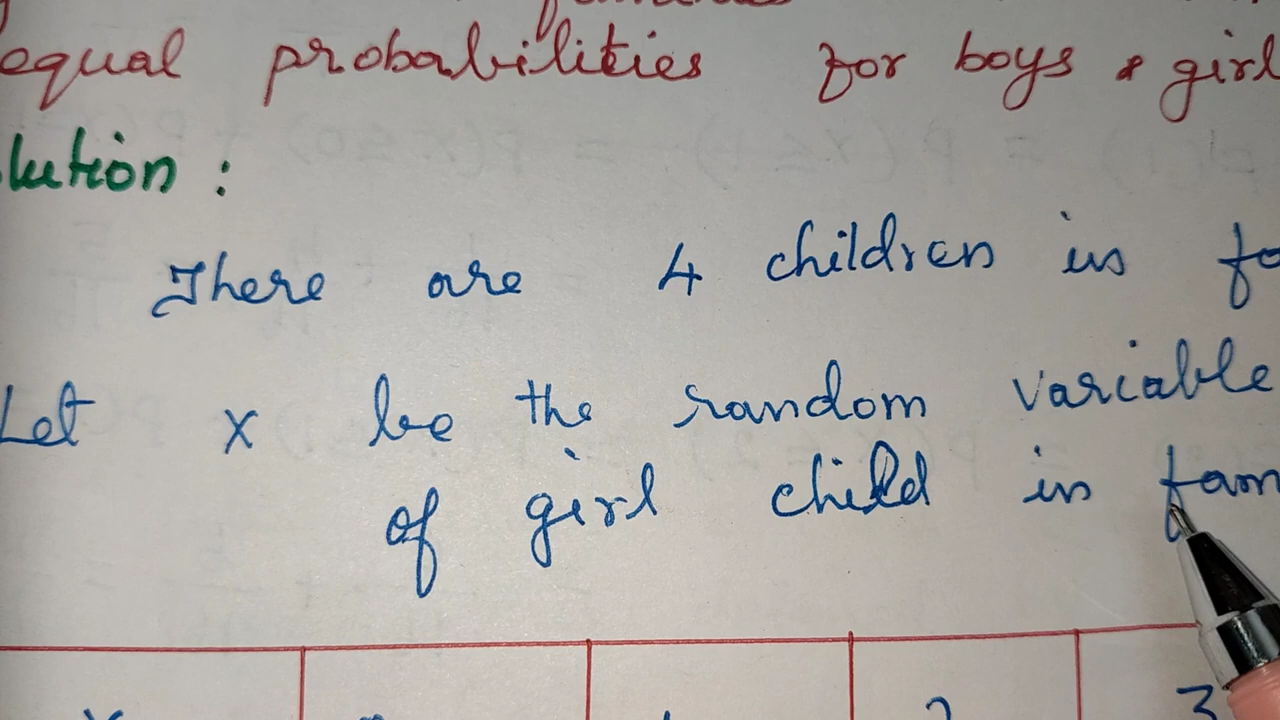 equal probabilities for boys & girl
lution :
There are 4 children in fa
Let X be the random variable
of girl child in fam
3